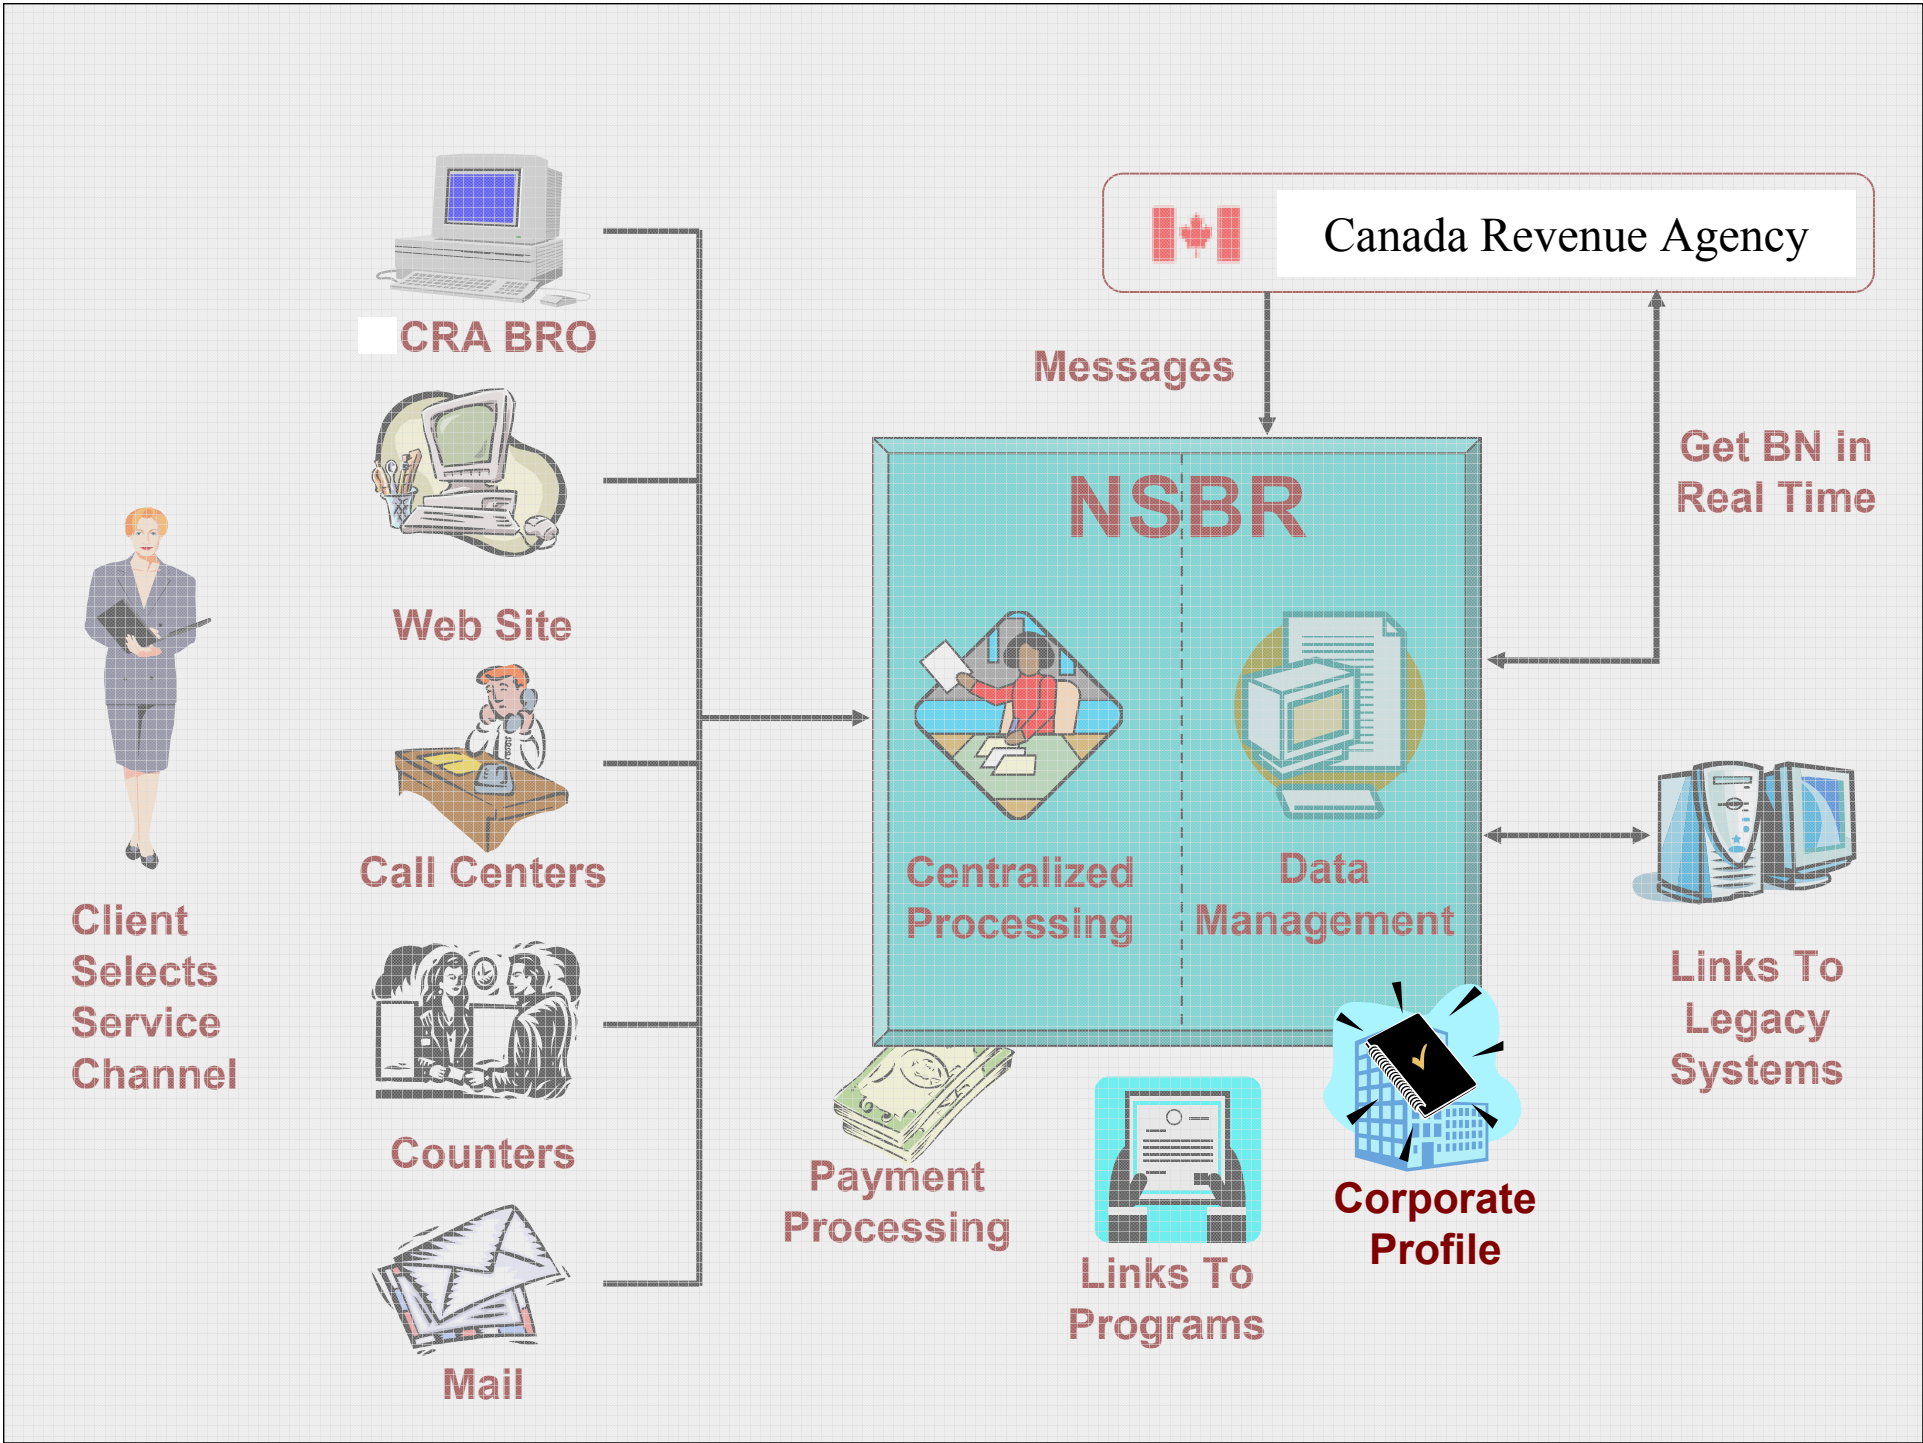 Canada Revenue Agency
CRA BRO
Messages
Get BN in
Real Time
NSBR
Web Site
Call Centers
Centralized
Processing
Data
Management
Client
Selects
Service
Channel
Links To
Legacy
Systems
Counters
Payment
Processing
Links To
Programs
Corporate
Profile
Mail